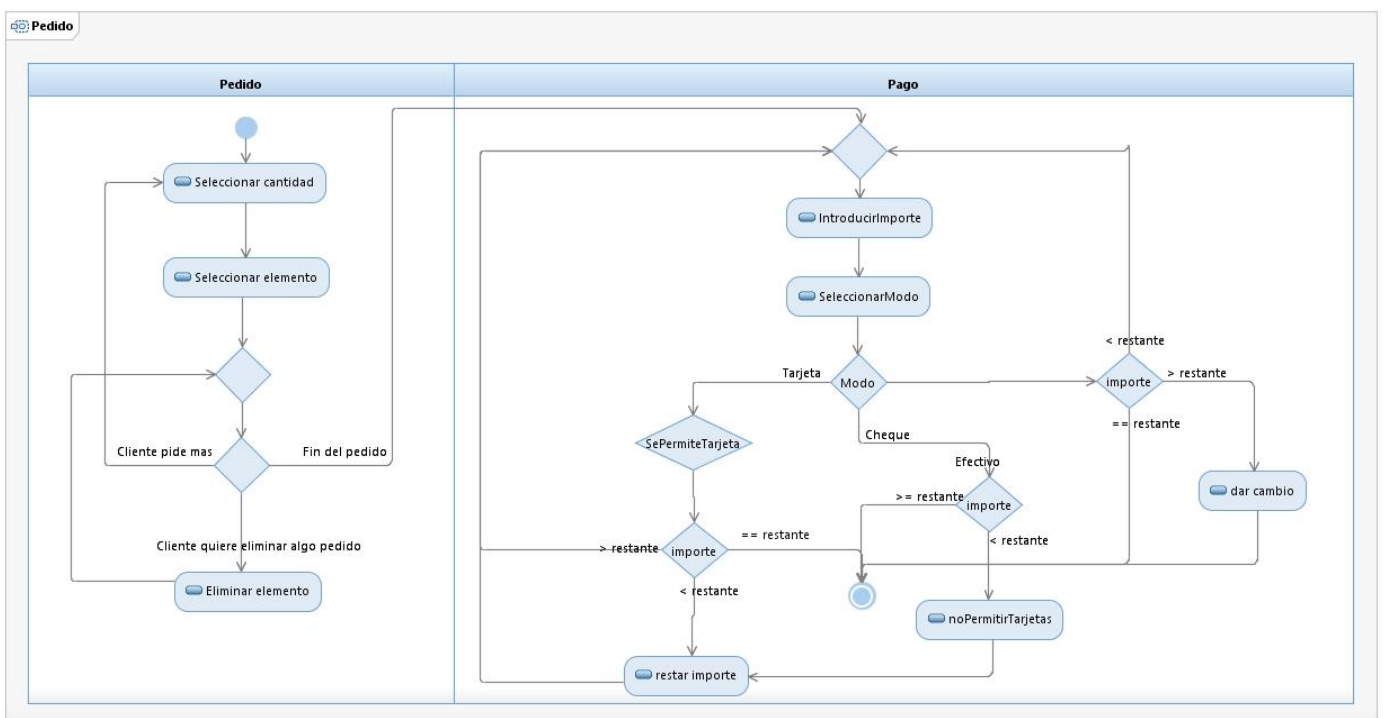 Pedido
Pedido
Pago
Seleccionar cantidad
Seleccionar elemento
Cliente pide mas
Fin del pedido
Cliente quiere eliminar algo pedido
Eliminar elemento
IntroducirImporte
SeleccionarModo
Modo
Tarjeta
Cheque
Efectivo
SePermiteTarjeta
importe
> restante
== restante
< restante
restar importe
importe
>= restante
< restante
noPermitirTarjetas
importe
< restante
> restante
== restante
dar cambio